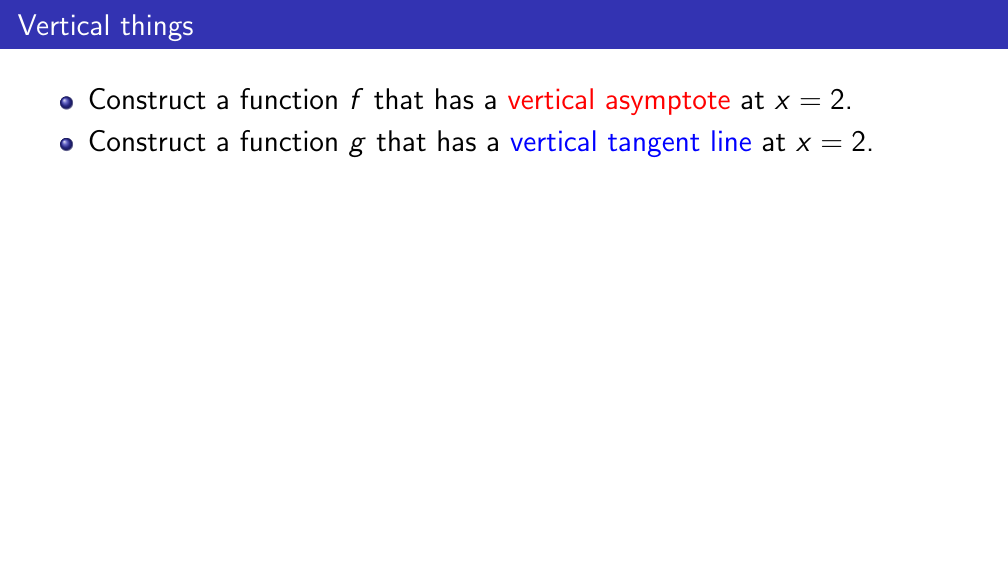 Vertical things
Construct a function f that has a vertical asymptote at x = 2.
Construct a function g that has a vertical tangent line at x = 2.